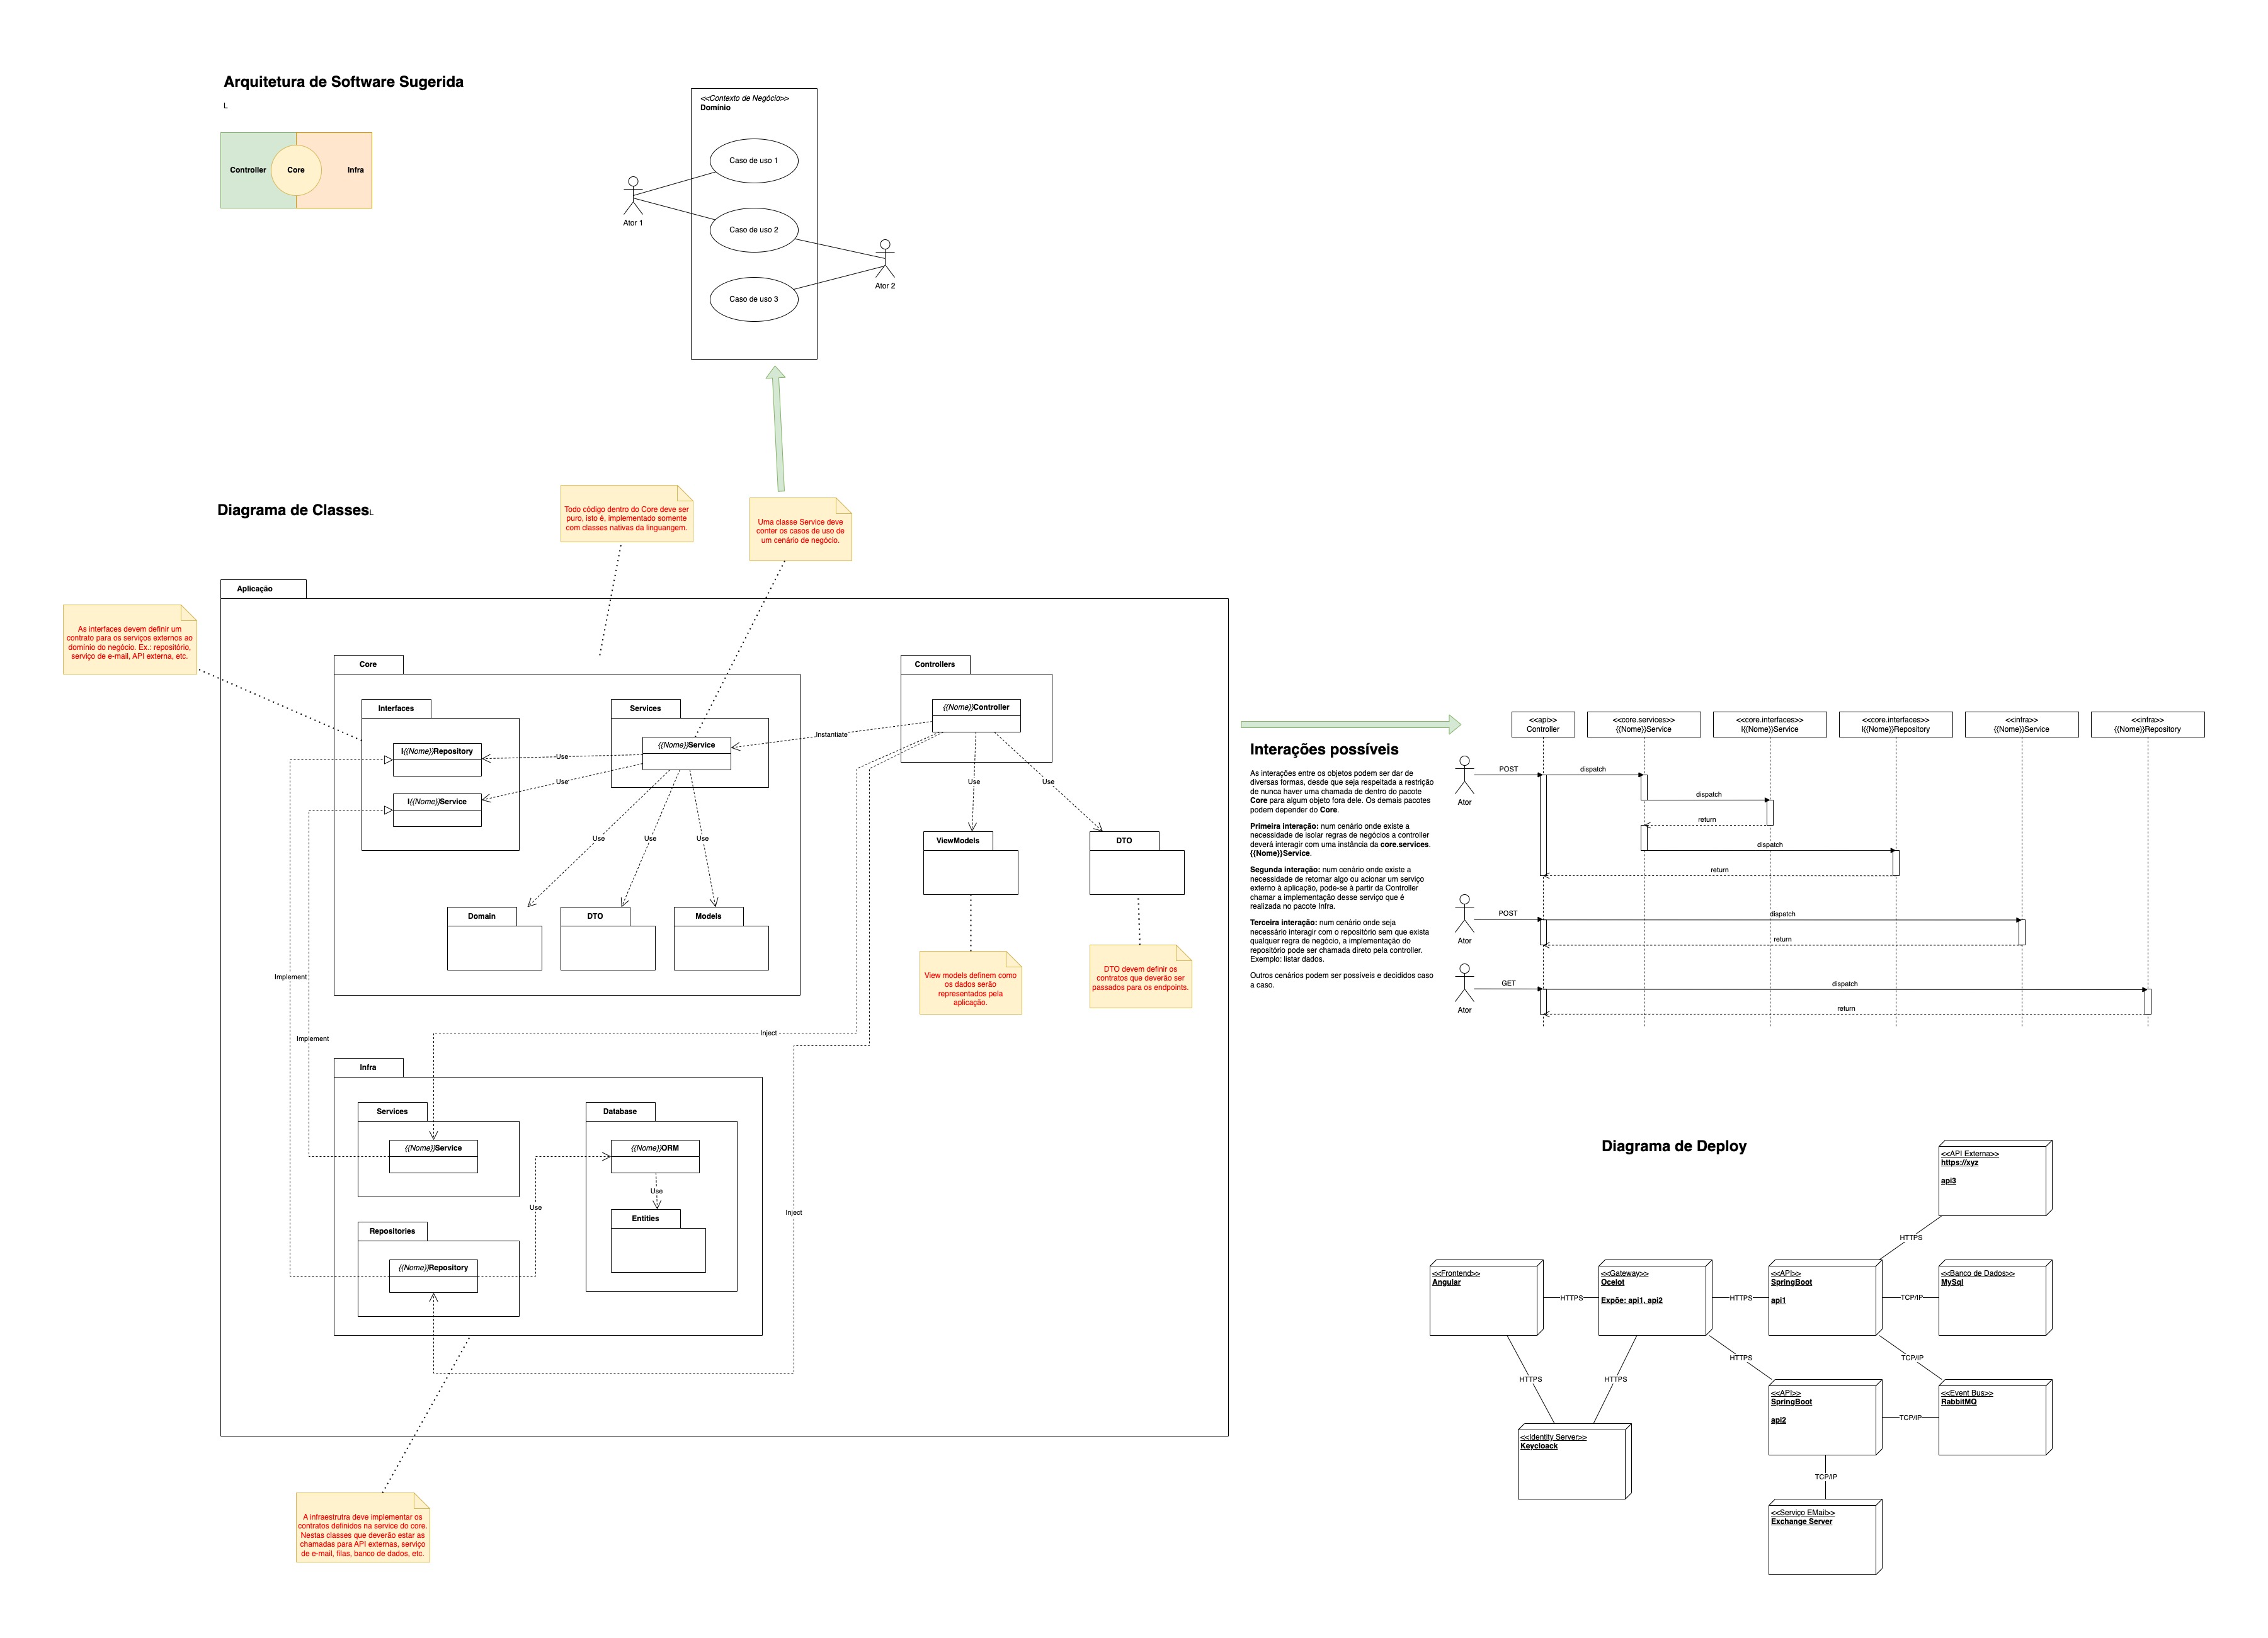 Arquitetura de Software Sugerida
L
Controller
Core
Infra
<<Contexto de Negócio>>
Domínio
Caso de uso 1
Caso de uso 2
Caso de uso 3
Ator 1
Ator 2
Diagrama de ClassesL
Todo código dentro do Core deve ser
puro, isto é, implementado somente
com classes nativas da linguangem.
Uma classe Service deve
conter os casos de uso de
um cenário de negócio.
As interfaces devem definir um
contrato para os serviços externos ao
domínio do negócio. Ex.: repositório,
serviço de e-mail, API externa, etc.
Aplicação
Core
Interfaces
I{{Nome}}Repository
I{{Nome}}Service
Services
{{Nome}}Service
Use
Use
Use
Use
Use
Domain
DTO
Models
Controllers
{{Nome}}Controller
Instantiate
Use
Use
ViewModels
DTO
View models definem como
os dados serão
representados pela
aplicação.
DTO devem definir os
contratos que deverão ser
passados para os endpoints.
Implement
Implement
Inject
Inject
Infra
Services
{{Nome}}Service
Repositories
{{Nome}}Repository
Use
Database
{{Nome}}ORM
Use
Entities
A infraestrutra deve implementar os
contratos definidos na service do core.
Nestas classes que deverão estar as
chamadas para API externas, serviço
de e-mail, filas, banco de dados, etc.
Interações possíveis
As interações entre os objetos podem ser dar de
diversas formas, desde que seja respeitada a restrição
de nunca haver uma chamada de dentro do pacote
Core para algum objeto fora dele. Os demais pacotes
podem depender do Core.
Primeira interação: num cenário onde existe a
necessidade de isolar regras de negócios a controller
deverá interagir com uma instância da core.services.
{{Nome}}Service.
Segunda interação: num cenário onde existe a
necessidade de retornar algo ou acionar um serviço
externo à aplicação, pode-se à partir da Controller
chamar a implementação desse serviço que é
realizada no pacote Infra.
Terceira interação: num cenário onde seja
necessário interagir com o repositório sem que exista
qualquer regra de negócio, a implementação do
repositório pode ser chamada direto pela controller.
Exemplo: listar dados.
Outros cenários podem ser possíveis e decididos caso
a caso.
<<api>>
Controller
<<core.services>>
{{Nome}}Service
<<core.interfaces>>
I{{Nome}}Service
<<core.interfaces>>
I{{Nome}}Repository
<<infra>>
{{Nome}}Service
<<infra>>
{{Nome}}Repository
Ator
POST
dispatch
dispatch
return
dispatch
return
Ator
POST
dispatch
return
Ator
GET
dispatch
return
Diagrama de Deploy
<<API Externa>>
https://xyz
api3
HTTPS
<<Frontend>>
Angular
HTTPS
<<Gateway>>
Ocelot
Expõe: api1, api2
HTTPS
<<API>>
SpringBoot
api1
TCP/IP
<<Banco de Dados>>
MySql
HTTPS
HTTPS
HTTPS
TCP/IP
<<Identity Server>>
Keycloack
<<API>>
SpringBoot
api2
TCP/IP
<<Event Bus>>
RabbitMQ
TCP/IP
<<Serviço EMail>>
Exchange Server